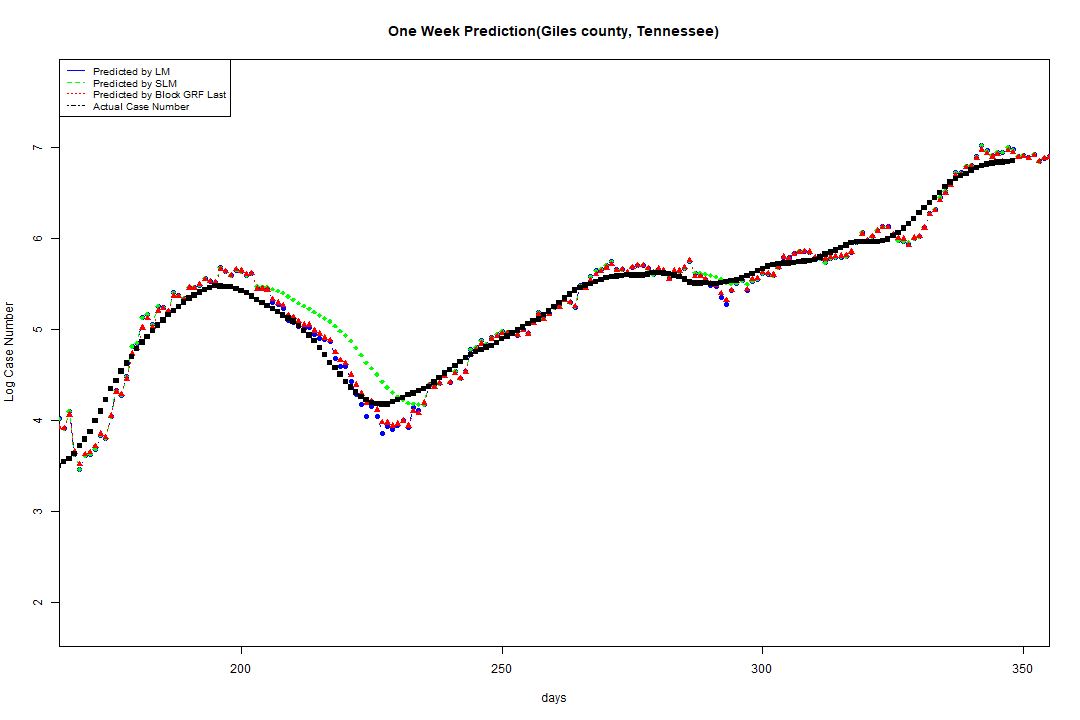 One Week Prediction(Giles county, Tennessee)
Predicted by LM
Predicted by SLM
Predicted by Block GRF Last
Actual Case Number
7
6
5
4
3
2
Log Case Number
200
250
300
350
days